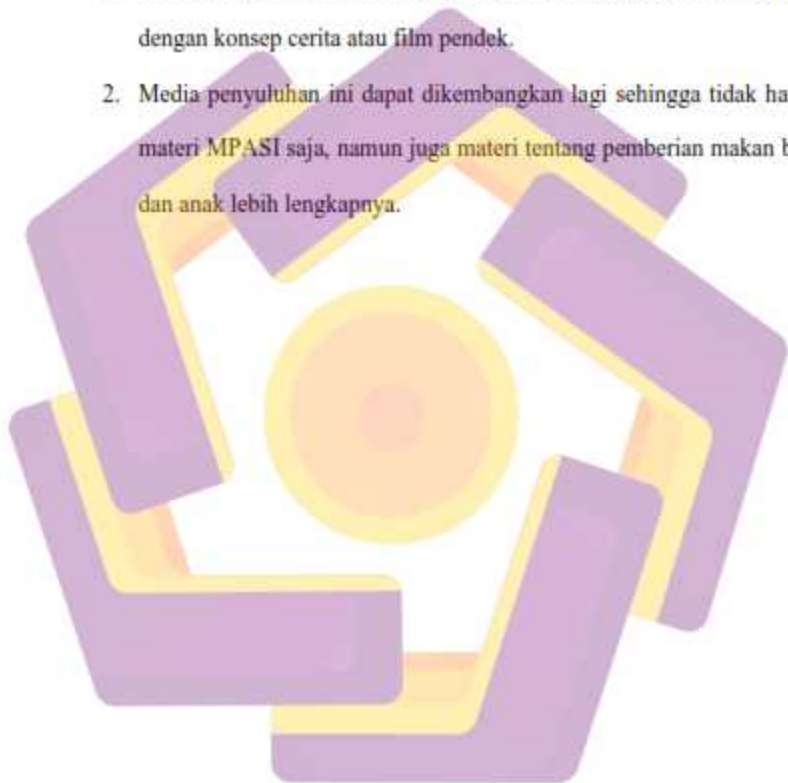 dengan konsep cerita atau film pendek.
2. Media penyuluhan ini dapat dikembangkan lagi sehingga tidak ha
materi MPASI saja, namun juga materi tentang pemberian makan b
dan anak lebih lengkapnya.